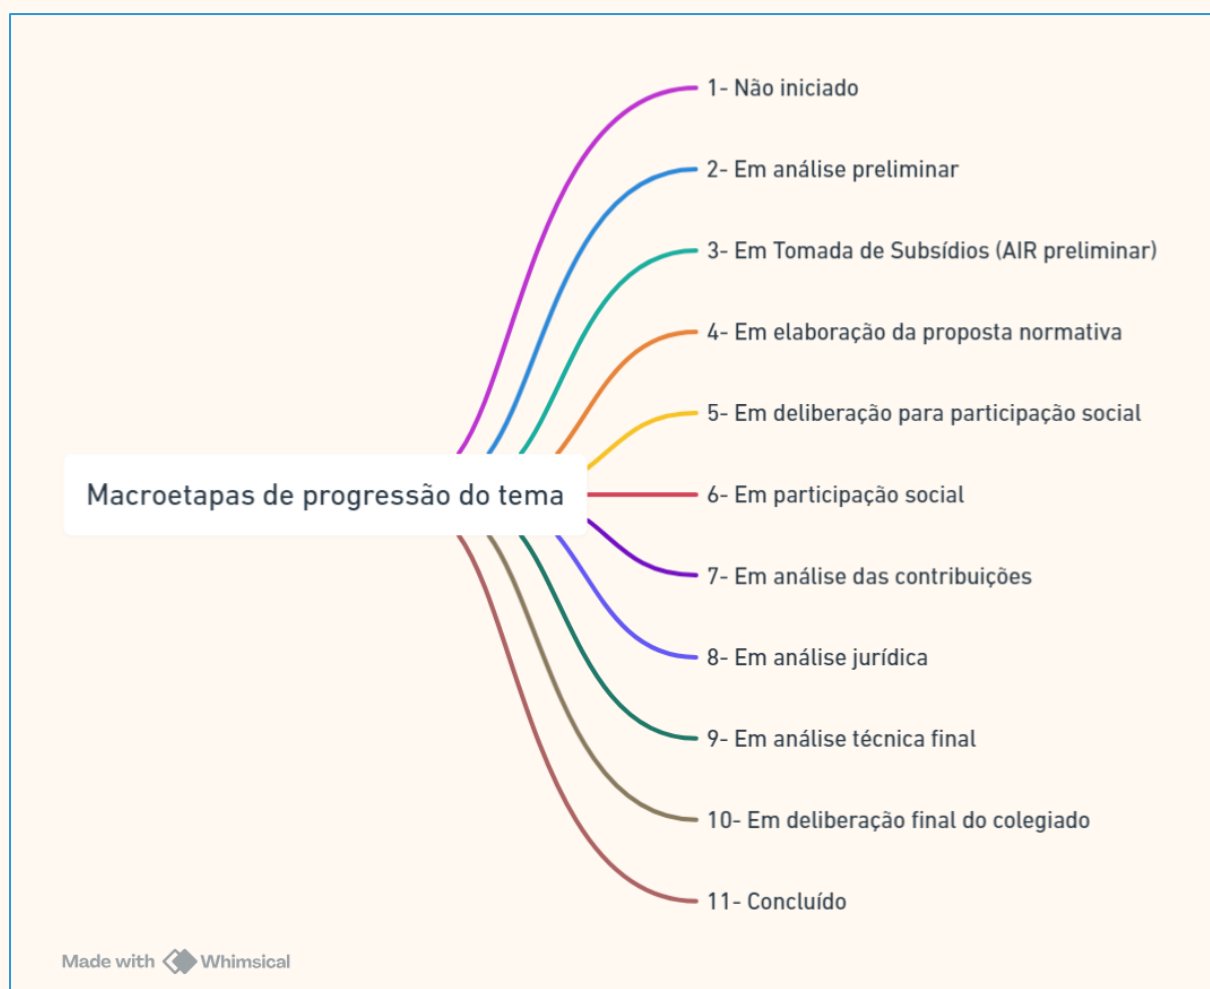 1- Não iniciado
2- Em análise preliminar
3- Em Tomada de Subsídios (AIR preliminar)
4- Em elaboração da proposta normativa
5- Em deliberação para participação social
Macroetapas de progressão do tema
6- Em participação social
7- Em análise das contribuições
8- Em análise jurídica
9- Em análise técnica final
10- Em deliberação final do colegiado
11- Concluído
Made with Whimsical